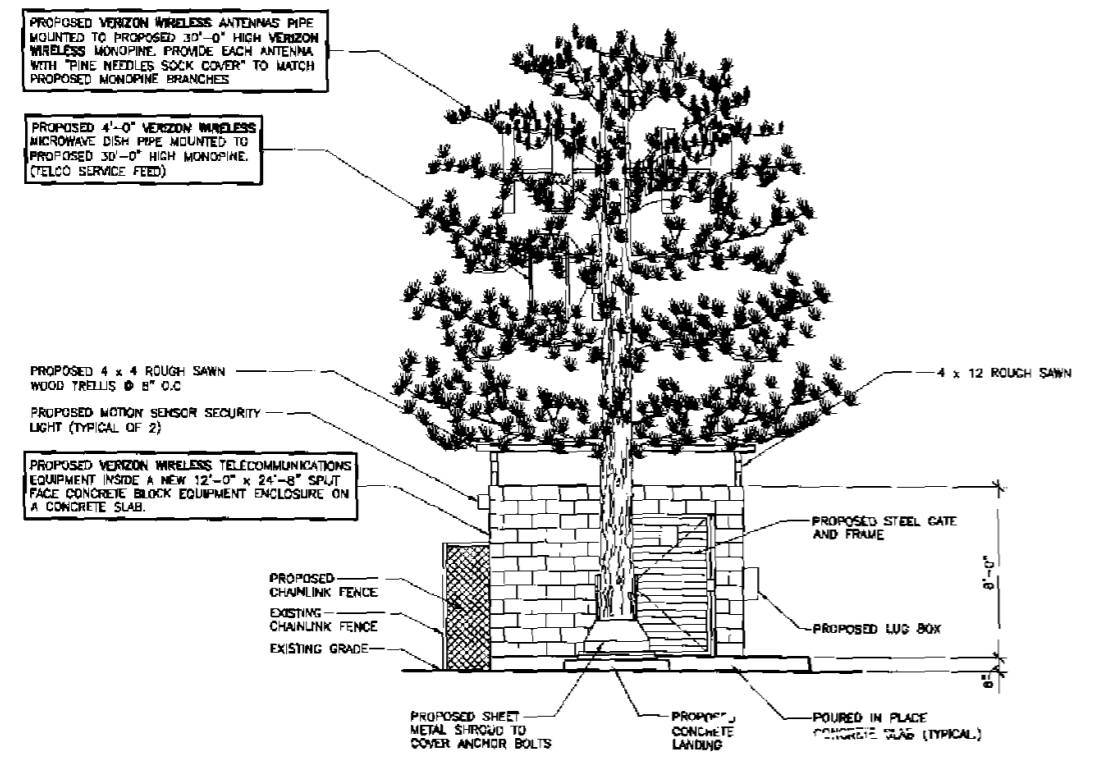 PROPOSED VERIZON WIRELESS ANTENNAS PIPE
MOUNTED TO PROPOSED 30'-0" HIGH VERIZON
WIRELESS MONOPINE. PROVIDE EACH ANTENNA
WITH "PINE NEEDLES SOCK COVER" TO MATCH
PROPOSED MONOPINE BRANCHES
PROPOSED 4'-0" VERIZON WIRELESS
MICROWAVE DISH PIPE MOUNTED TO
PROPOSED 30'-0" HIGH MONOPINE.
(TELCO SERVICE FEED)
PROPOSED 4 x 4 ROUGH SAWN
WOOD TRELLIS @ 8" O.C
4 x 12 ROUGH SAWN
PROPOSED MOTION SENSOR SECURITY
LIGHT (TYPICAL OF 2)
PROPOSED VERIZON WIRELESS TELECOMMUNICATIONS
EQUIPMENT INSIDE A NEW 12'-0" x 24'-8" SPLIT
FACE CONCRETE BLOCK EQUIPMENT ENCLOSURE ON
A CONCRETE SLAB.
PROPOSED STEEL GATE
AND FRAME
8'-0"
PROPOSED
CHAINLINK FENCE
EXISTING
CHAINLINK FENCE
EXISTING GRADE
PROPOSED LUG BOX
PROPOSED SHEET
METAL SHROUD TO
COVER ANCHOR BOLTS
PROPOSED
CONCRETE
LANDING
POURED IN PLACE
CONCRETE SLAB (TYPICAL)